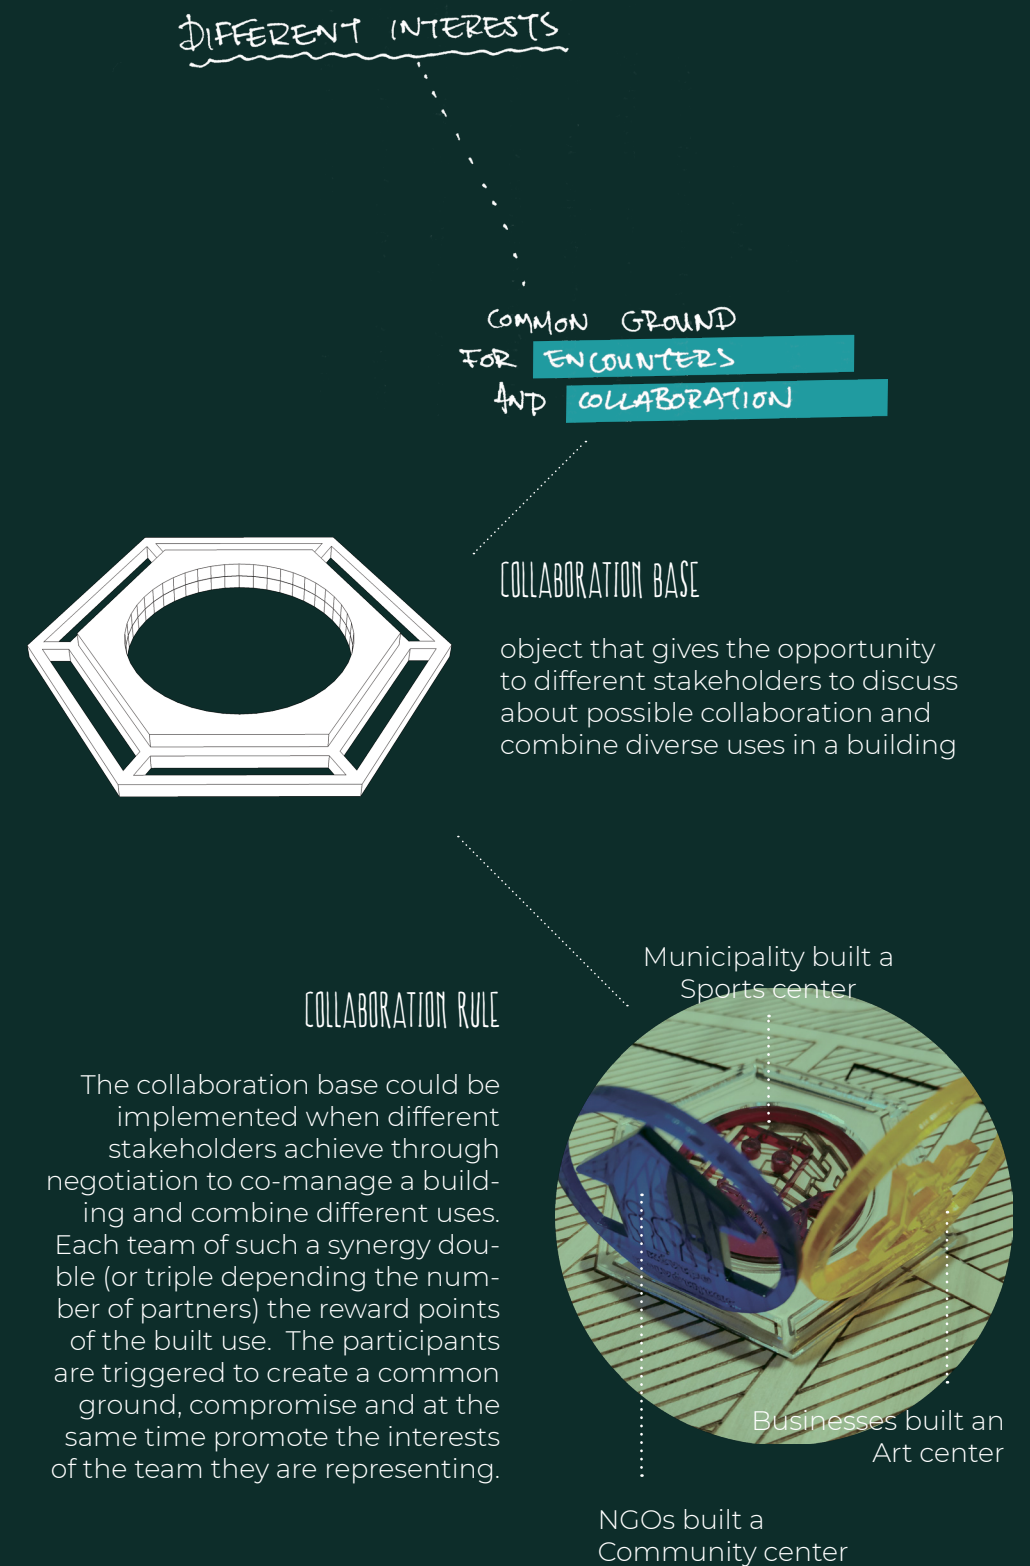 DIFFERENT INTERESTS
COMMON GROUND
FOR ENCOUNTERS
AND COLLABORATION
COLLABORATION BASE
object that gives the opportunity
to different stakeholders to discuss
about possible collaboration and
combine diverse uses in a building
COLLABORATION RULE
The collaboration base could be
implemented when different
stakeholders achieve through
negotiation to co-manage a build-
ing and combine different uses.
Each team of such a synergy dou-
ble (or triple depending the num-
ber of partners) the reward points
of the built use. The participants
are triggered to create a common
ground, compromise and at the
same time promote the interests
of the team they are representing.
Municipality built a
Sports center
Businesses built an
Art center
NGOs built a
Community center